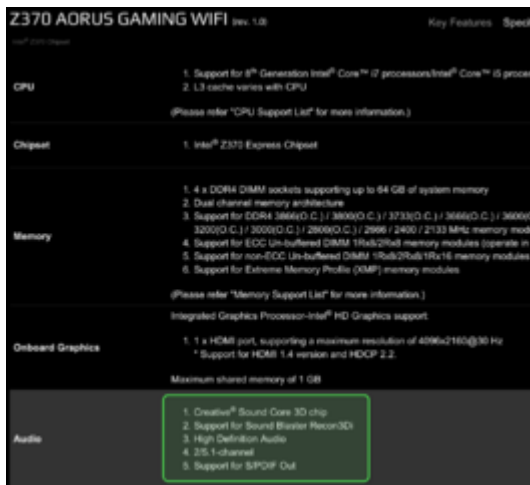 Z370 AORUS GAMING WIFI (rev. 1.0)
Key Features Speci
Intel® Z370 Chipset
CPU
1. Support for 8th Generation Intel® Core™ i7 processors/Intel® Core™ i5 proces
2. L3 cache varies with CPU
(Please refer "CPU Support List" for more information.)
Chipset
1. Intel® Z370 Express Chipset
Memory
1. 4 x DDR4 DIMM sockets supporting up to 64 GB of system memory
2. Dual channel memory architecture
3. Support for DDR4 3866(O.C.) / 3800(O.C.) / 3733(O.C.) / 3666(O.C.) / 3600(
3200(O.C.) / 3000(O.C.) / 2800(O.C.) / 2666 / 2400 / 2133 MHz memory mod
4. Support for ECC Un-buffered DIMM 1Rx8/2Rx8 memory modules (operate in
5. Support for non-ECC Un-buffered DIMM 1Rx8/2Rx8/1Rx16 memory modules
6. Support for Extreme Memory Profile (XMP) memory modules
(Please refer "Memory Support List" for more information.)
Onboard Graphics
Integrated Graphics Processor-Intel® HD Graphics support:
1. 1 x HDMI port, supporting a maximum resolution of 4096x2160@30 Hz
* Support for HDMI 1.4 version and HDCP 2.2.
Maximum shared memory of 1 GB
Audio
1. Creative® Sound Core 3D chip
2. Support for Sound Blaster Recon3Di
3. High Definition Audio
4. 2/5.1-channel
5. Support for S/PDIF Out